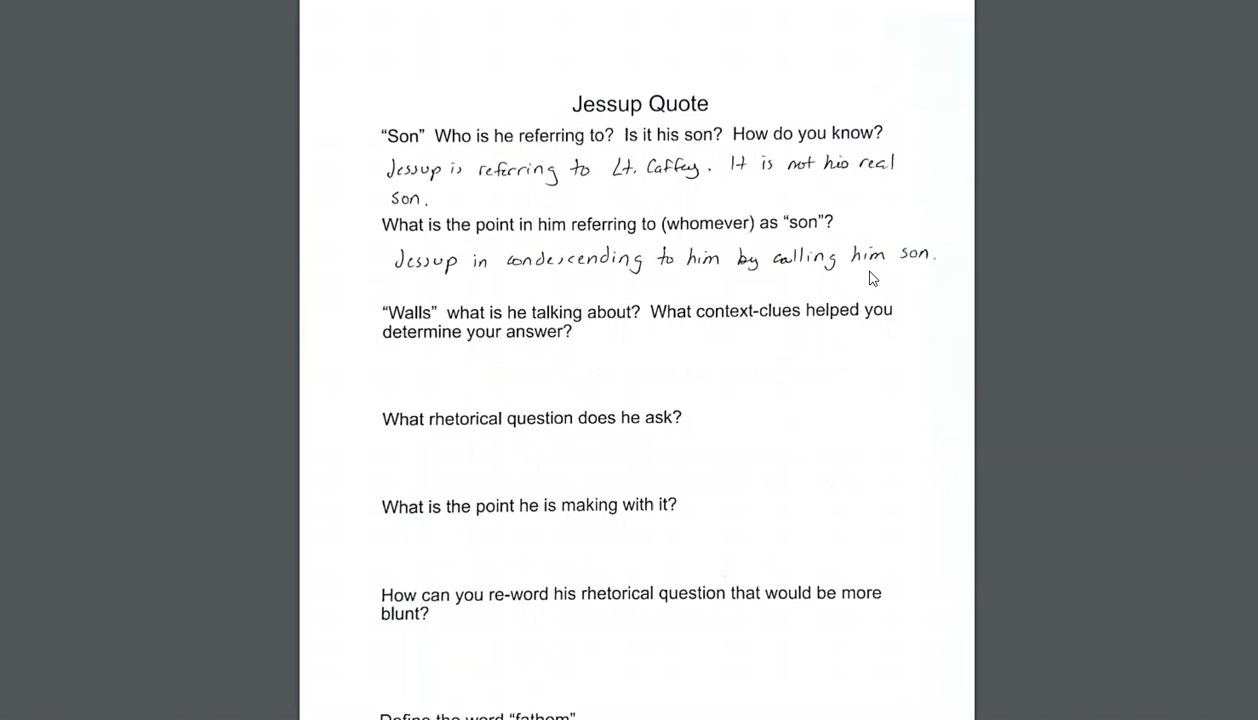 Jessup Quote
“Son” Who is he referring to? Is it his son? How do you know?
Jessup is referring to Lt. Caffey. It is not his real
son.
What is the point in him referring to (whomever) as “son”?
Jessup in condescending to him by calling him son.
“Walls” what is he talking about? What context-clues helped you
determine your answer?
What rhetorical question does he ask?
What is the point he is making with it?
How can you re-word his rhetorical question that would be more
blunt?
Define the word “fathom”